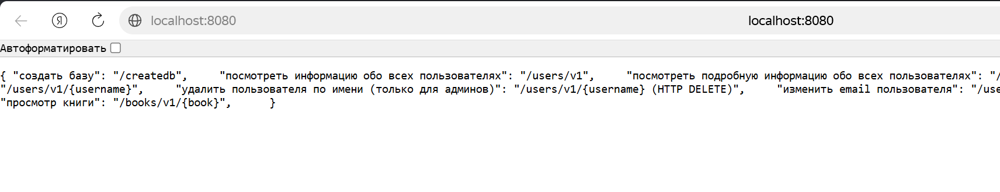 Я localhost:8080 localhost:8080
Автоформатировать
{ "создать базу": "/createdb", "посмотреть информацию обо всех пользователях": "/users/v1", "посмотреть подробную информацию обо всех пользователях": "/
"/users/v1/{username}", "удалить пользователя по имени (только для админов)": "/users/v1/{username} (HTTP DELETE)", "изменить email пользователя": "/use
"просмотр книги": "/books/v1/{book}", }